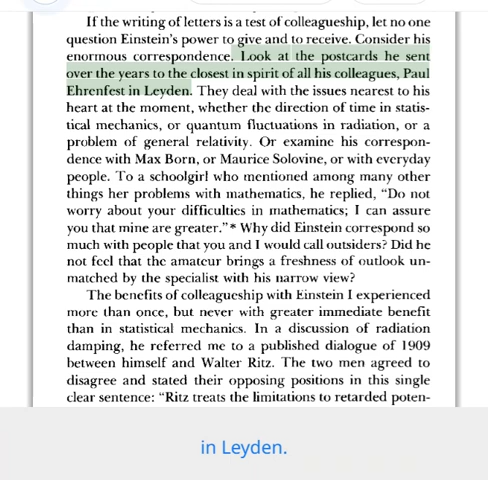 If the writing of letters is a test of colleagueship, let no one
question Einstein's power to give and to receive. Consider his
enormous correspondence. Look at the postcards he sent
over the years to the closest in spirit of all his colleagues, Paul
Ehrenfest in Leyden. They deal with the issues nearest to his
heart at the moment, whether the direction of time in statis-
tical mechanics, or quantum fluctuations in radiation, or a
problem of general relativity. Or examine his correspon-
dence with Max Born, or Maurice Solovine, or with everyday
people. To a schoolgirl who mentioned among many other
things her problems with mathematics, he replied, "Do not
worry about your difficulties in mathematics; I can assure
you that mine are greater."* Why did Einstein correspond so
much with people that you and I would call outsiders? Did he
not feel that the amateur brings a freshness of outlook un-
matched by the specialist with his narrow view?
The benefits of colleagueship with Einstein I experienced
more than once, but never with greater immediate benefit
than in statistical mechanics. In a discussion of radiation
damping, he referred me to a published dialogue of 1909
between himself and Walter Ritz. The two men agreed to
disagree and stated their opposing positions in this single
clear sentence: "Ritz treats the limitations to retarded poten-
in Leyden.